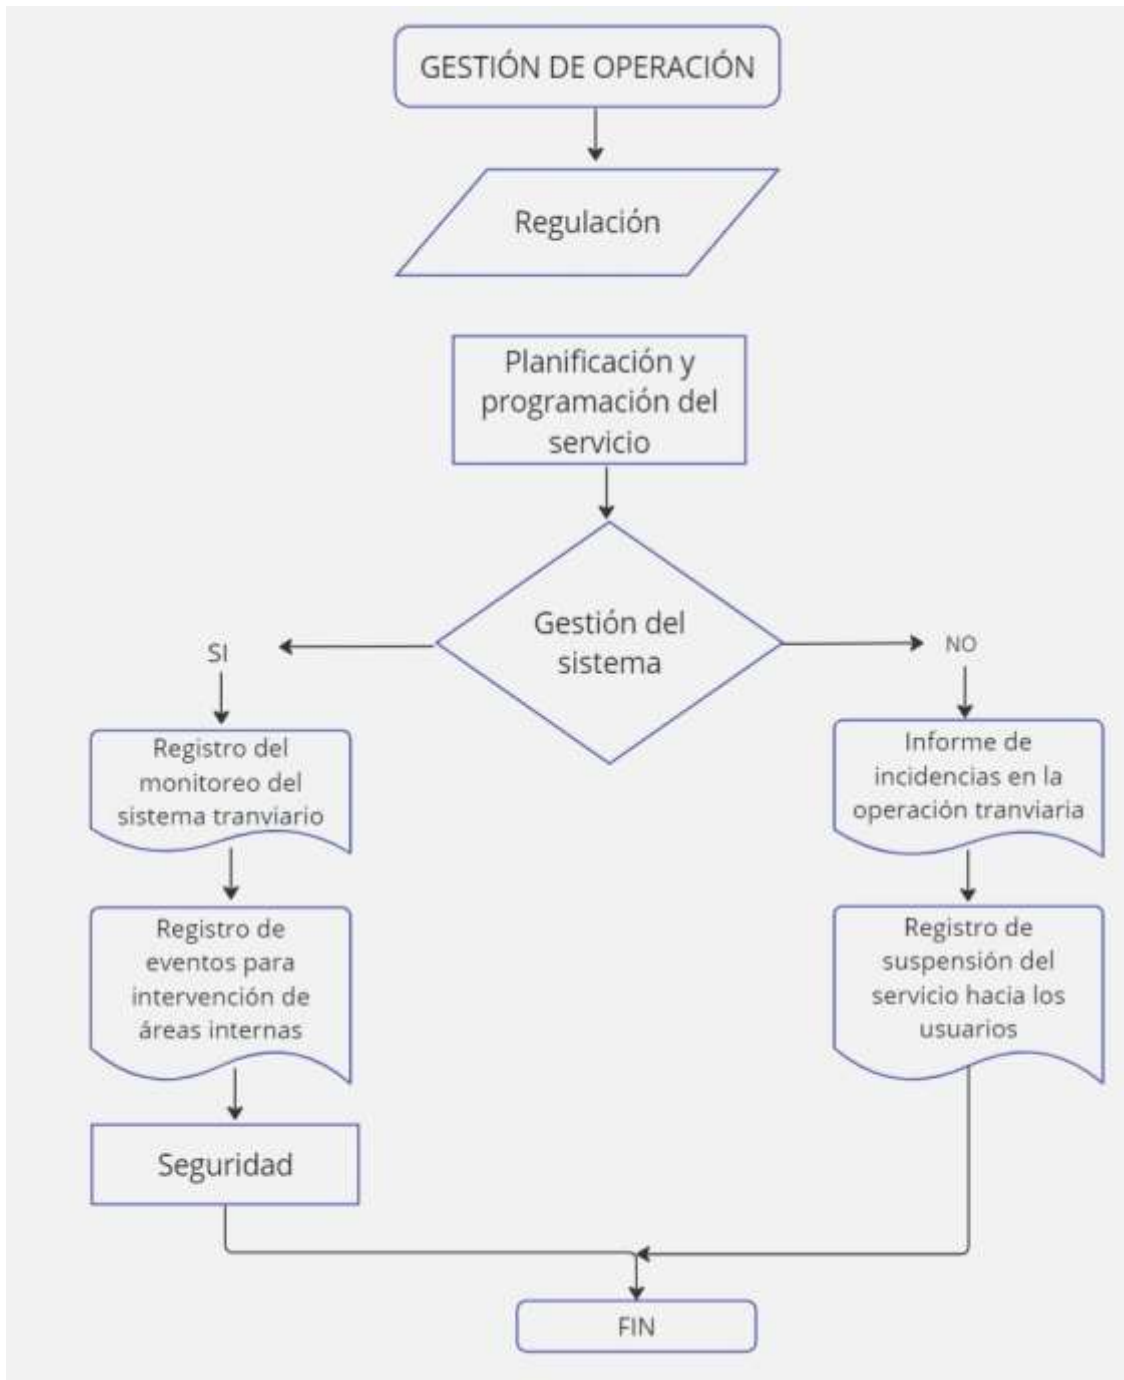 GESTIÓN DE OPERACIÓN
Regulación
Planificación y
programación del
servicio
Gestión del
sistema
SI
NO
Registro del
monitoreo del
sistema tranviario
Informe de
incidencias en la
operación tranviaria
Registro de
eventos para
intervención de
áreas internas
Registro de
suspensión del
servicio hacia los
usuarios
Seguridad
FIN